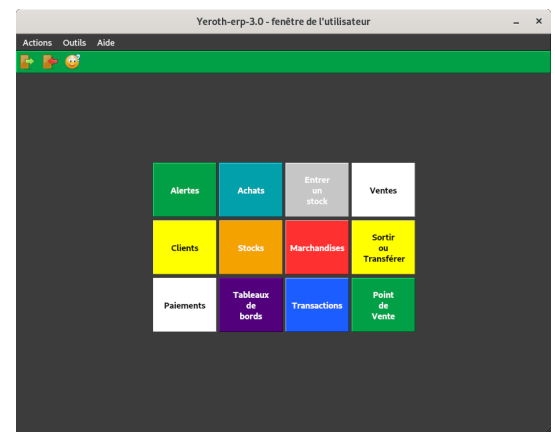 Yeroth-erp-3.0 - fenêtre de l'utilisateur
Actions Outils Aide
Alertes
Achats
Entrer
un
stock
Ventes
Clients
Stocks
Marchandises
Sortir
ou
Transférer
Paiements
Tableaux
de
bords
Transactions
Point
de
Vente